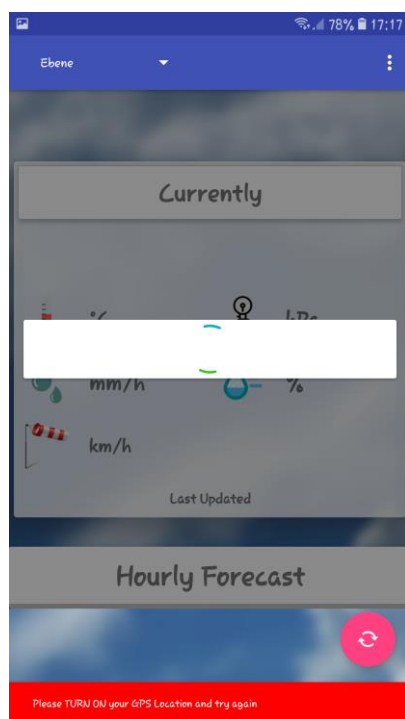 78% 17:17
Ebene
Currently
mm/h %
km/h
Last Updated
Hourly Forecast
Please TURN ON your GPS Location and try again